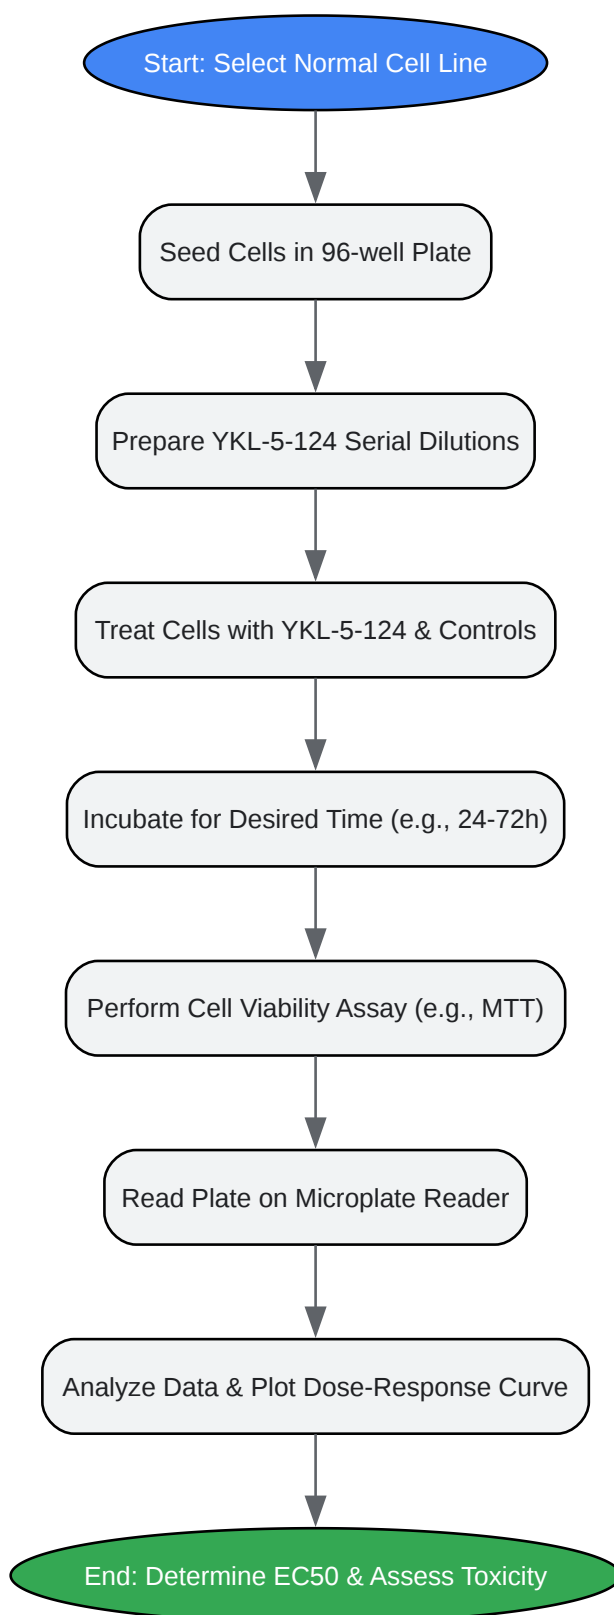 Start: Select Normal Cell Line
Seed Cells in 96-well Plate
Prepare YKL-5-124 Serial Dilutions
Treat Cells with YKL-5-124 & Controls
Incubate for Desired Time (e.g., 24-72h)
Perform Cell Viability Assay (e.g., MTT)
Read Plate on Microplate Reader
Analyze Data & Plot Dose-Response Curve
End: Determine EC50 & Assess Toxicity